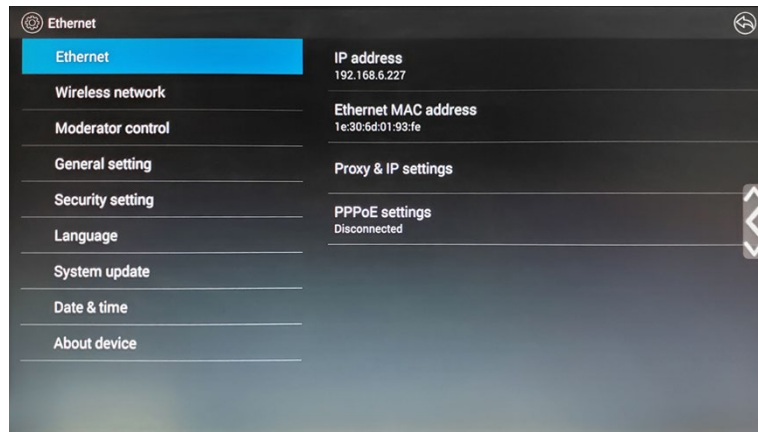 Ethernet
Ethernet
Wireless network
Moderator control
General setting
Security setting
Language
System update
Date & time
About device
IP address
192.168.6.227
Ethernet MAC address
1e:30:6d:01:93:fe
Proxy & IP settings
PPPoE settings
Disconnected